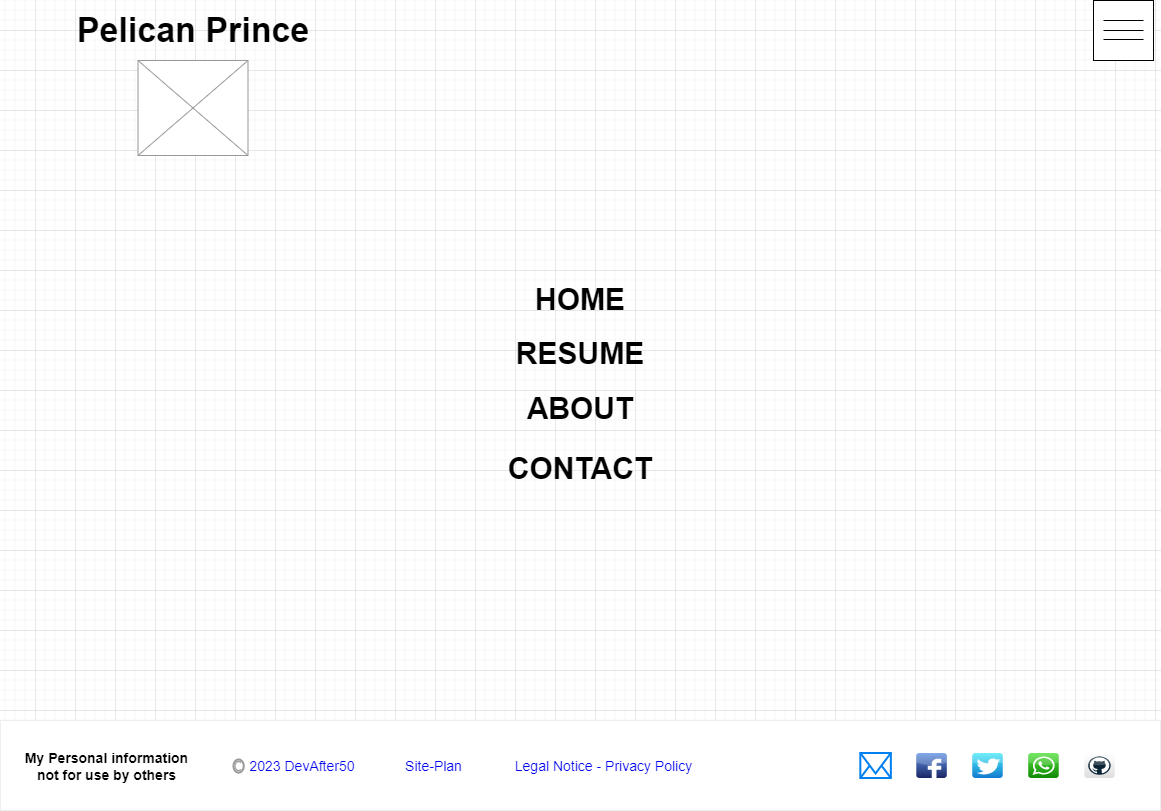 Pelican Prince
HOME
RESUME
ABOUT
CONTACT
My Personal information
not for use by others
2023 DevAfter50
Site-Plan
Legal Notice - Privacy Policy